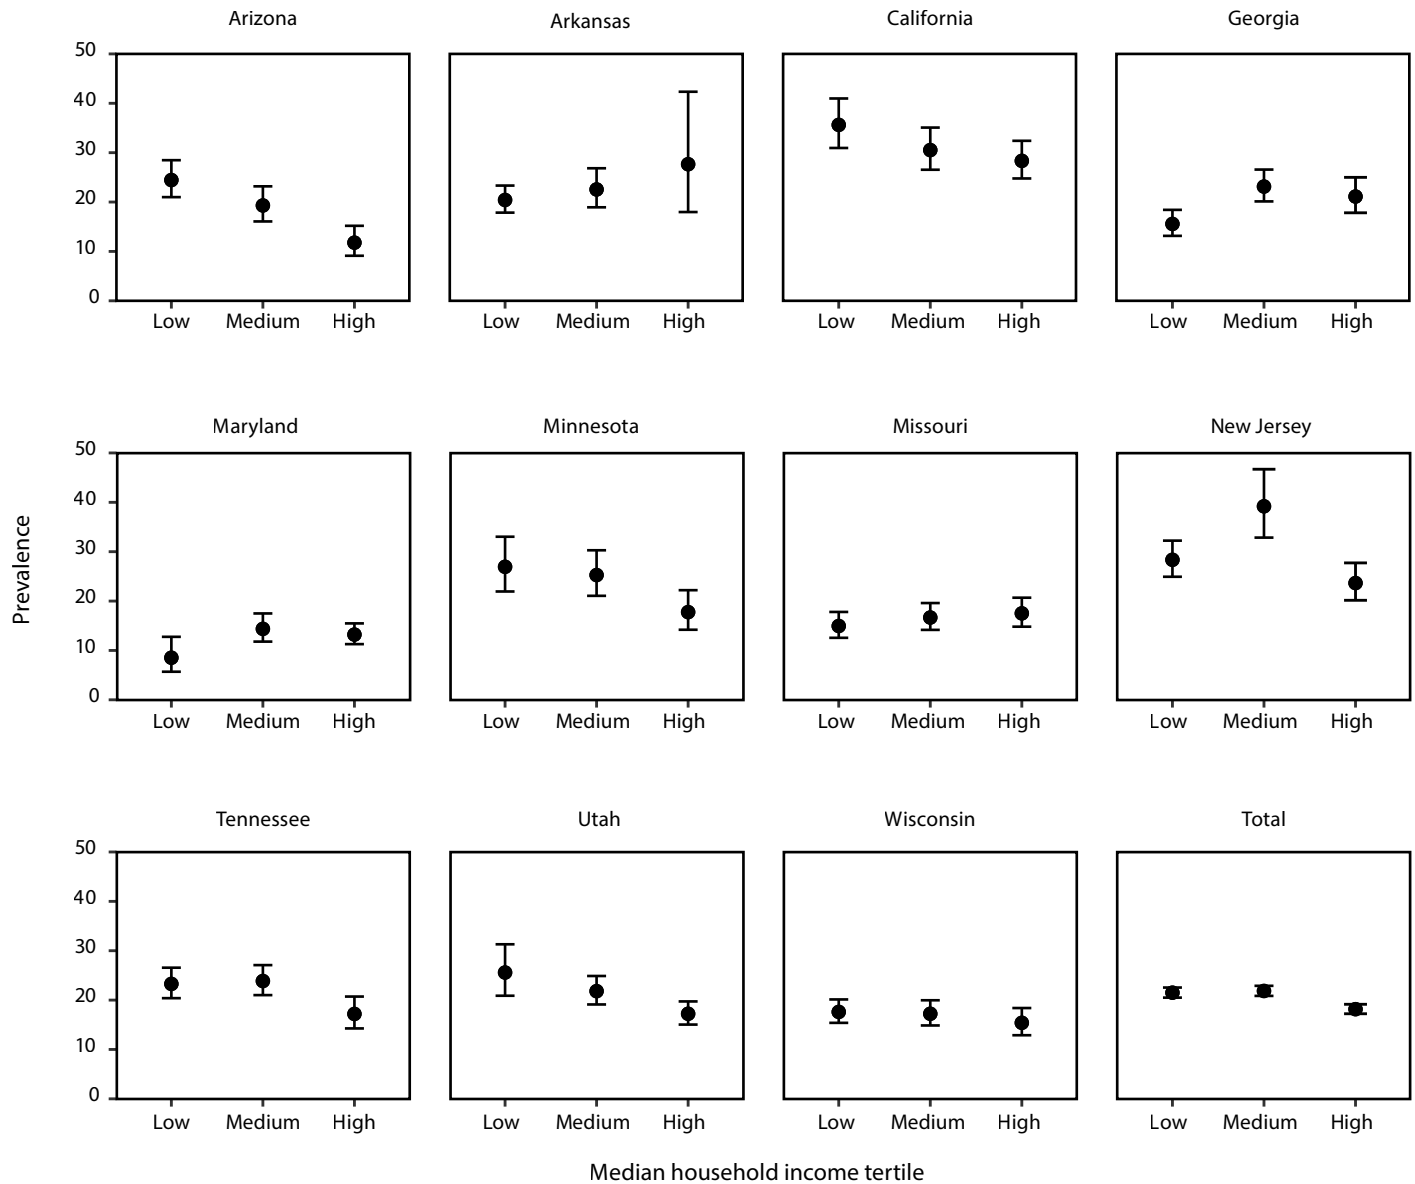 Arizona Arkansas California Georgia
50
40
30
20
10
0
Low Medium High Low Medium High Low Medium High Low Medium High
Maryland Minnesota Missouri New Jersey
50
40
30
20
10
0
Low Medium High Low Medium High Low Medium High Low Medium High
Prevalence
Tennessee Utah Wisconsin Total
50
40
30
20
10
0
Low Medium High Low Medium High Low Medium High Low Medium High
Median household income tertile